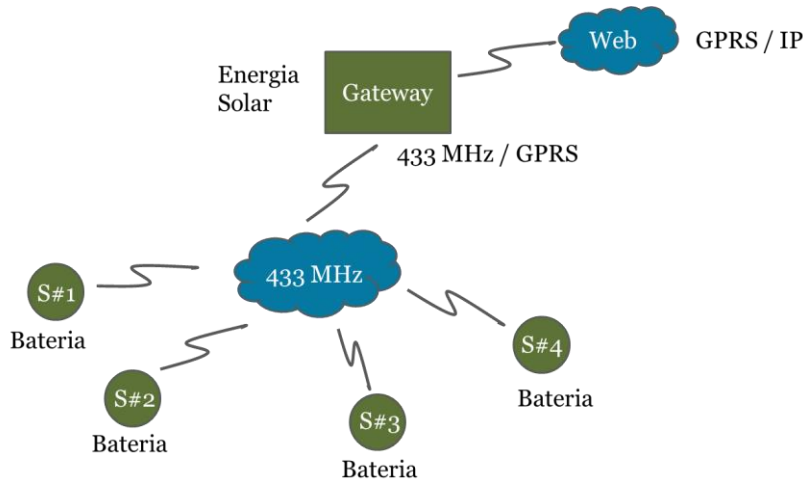 Web
GPRS / IP
Energia
Solar
Gateway
433 MHz / GPRS
433 MHz
S#1
Bateria
S#2
Bateria
S#3
Bateria
S#4
Bateria